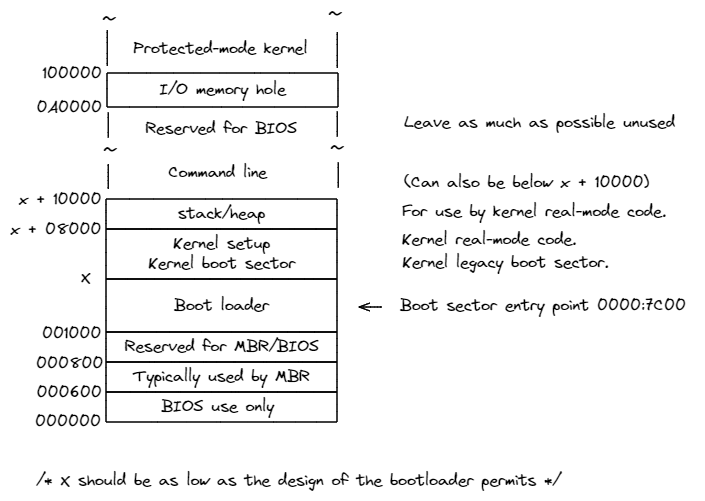 ~ ~
Protected-mode kernel
100000
I/O memory hole
0A0000
Reserved for BIOS Leave as much as possible unused
~ ~
Command line (Can also be below x + 10000)
x + 10000
stack/heap For use by kernel real-mode code.
x + 08000
Kernel setup Kernel real-mode code.
Kernel boot sector Kernel legacy boot sector.
X
Boot loader ← Boot sector entry point 0000:7C00
001000
Reserved for MBR/BIOS
000800
Typically used by MBR
000600
BIOS use only
000000
/* X should be as low as the design of the bootloader permits */